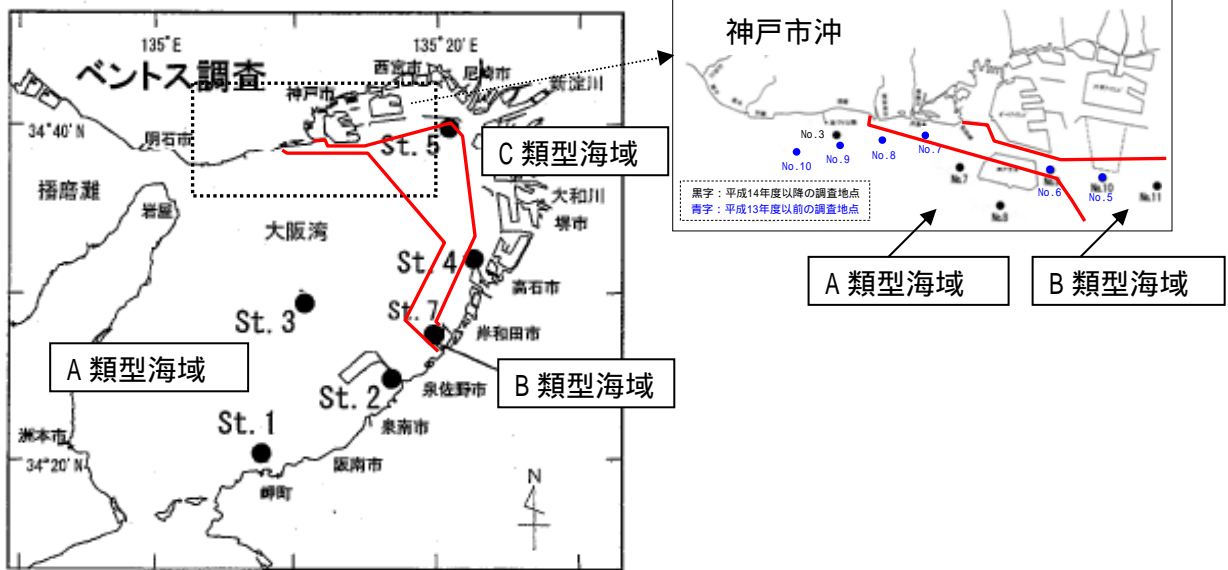 135°E
135°20'E
ベントス調査
西宮市
尼崎市
新淀川
神戸市
34°40'N
明石市
St. 5
C 類型海域
播磨灘
岩屋
大阪湾
大和川
堺市
St. 4
高石市
St. 3
St. 7
岸和田市
A 類型海域
B 類型海域
St. 2
泉佐野市
St. 1
泉南市
洲本市
34°20'N
阪南市
岬町
N
神戸市沖
No.3
No.10
No.9
No.8
No.7
No.7
No.6
No.10
No.5
No.11
No.8
黒字：平成14年度以降の調査地点
青字：平成13年度以前の調査地点
A 類型海域
B 類型海域